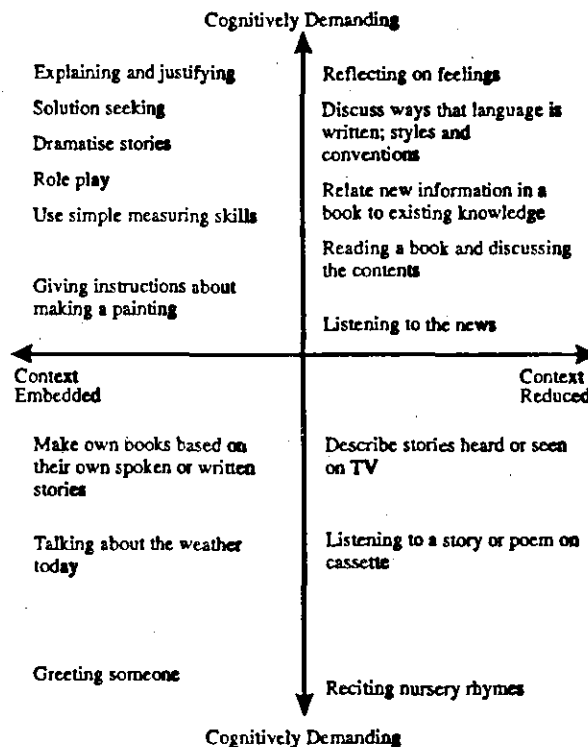 Cognitively Demanding
Explaining and justifying
Solution seeking
Dramatise stories
Role play
Use simple measuring skills
Giving instructions about
making a painting
Reflecting on feelings
Discuss ways that language is
written; styles and
conventions
Relate new information in a
book to existing knowledge
Reading a book and discussing
the contents
Listening to the news
Context
Embedded
Context
Reduced
Make own books based on
their own spoken or written
stories
Talking about the weather
today
Greeting someone
Describe stories heard or seen
on TV
Listening to a story or poem on
cassette
Reciting nursery rhymes
Cognitively Demanding